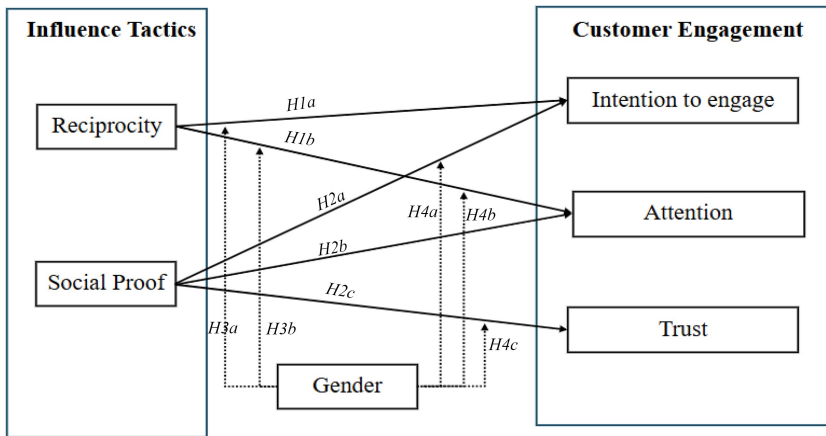 Influence Tactics
Customer Engagement
Reciprocity
H1a
Intention to engage
H1b
H2a
H4a
H4b
Attention
Social Proof
H2b
H2c
H3a
H3b
H4c
Trust
Gender